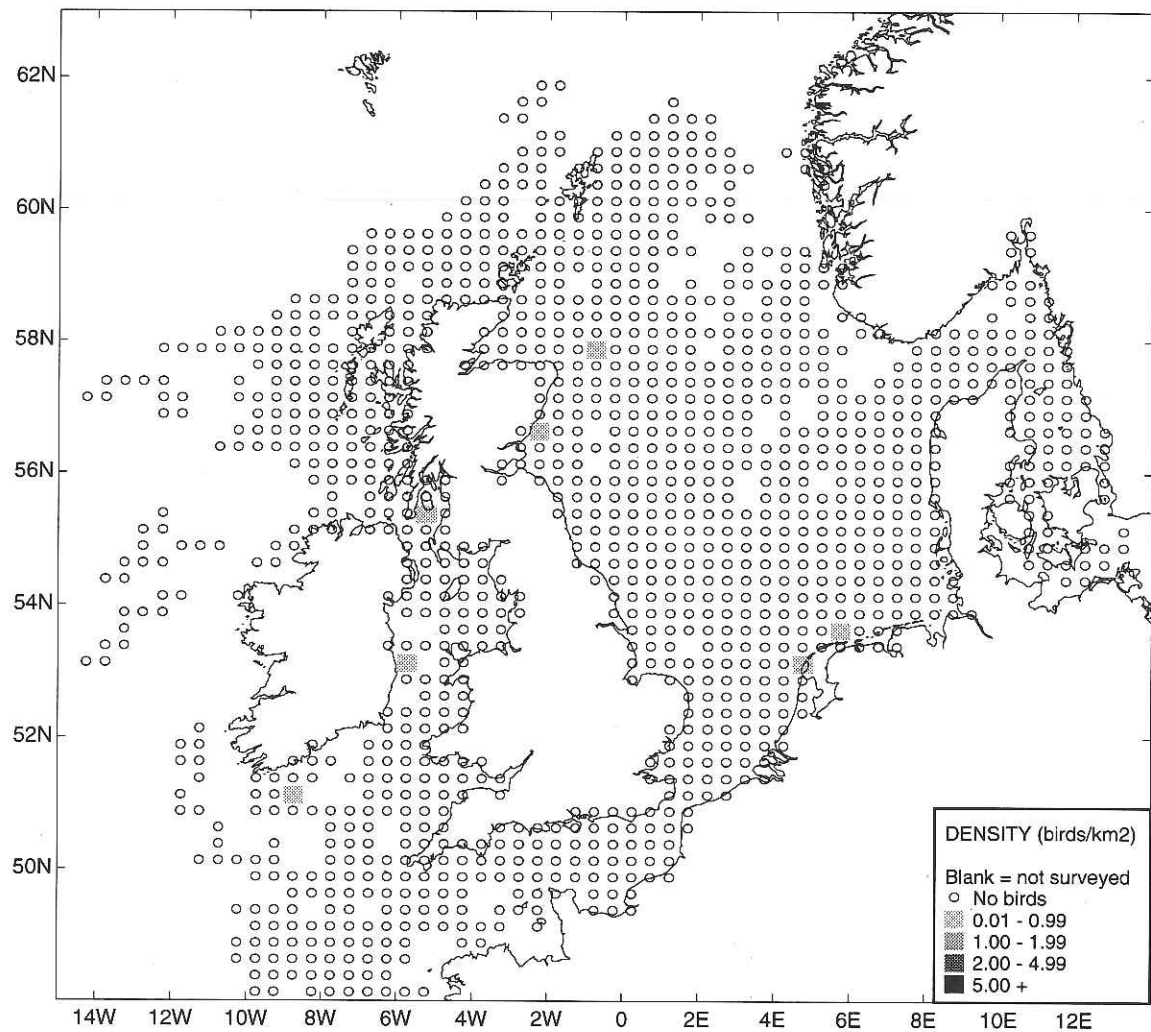 62N
60N
58N
56N
54N
52N
50N
14W 12W 10W 8W 6W 4W 2W 0 2E 4E 6E 8E 10E 12E
DENSITY (birds/km2)
Blank = not surveyed
No birds
0.01 - 0.99
1.00 - 1.99
2.00 - 4.99
5.00 +